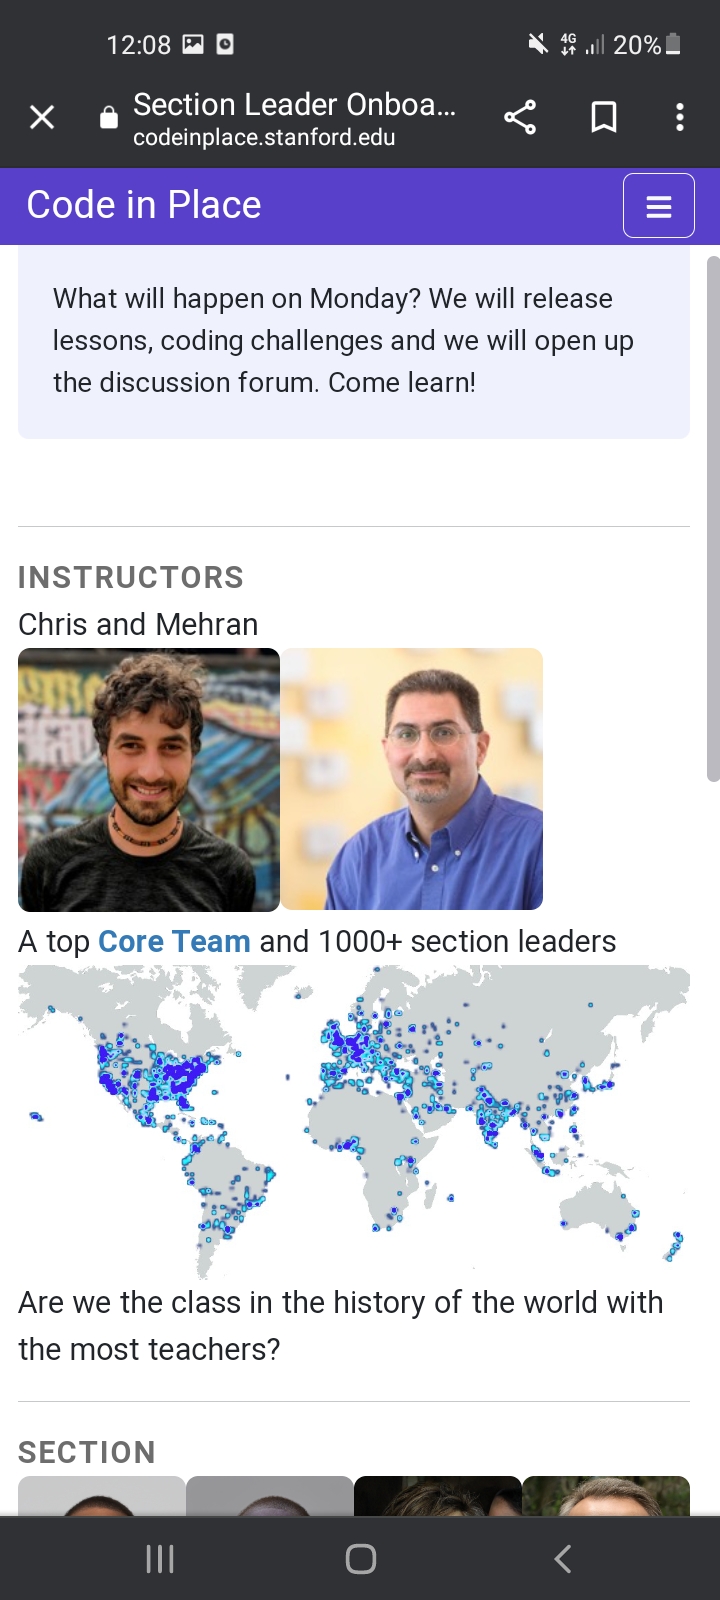 12:08
4G
20%
Section Leader Onboa...
codeinplace.stanford.edu
Code in Place
What will happen on Monday? We will release
lessons, coding challenges and we will open up
the discussion forum. Come learn!
INSTRUCTORS
Chris and Mehran
A top Core Team and 1000+ section leaders
Are we the class in the history of the world with
the most teachers?
SECTION